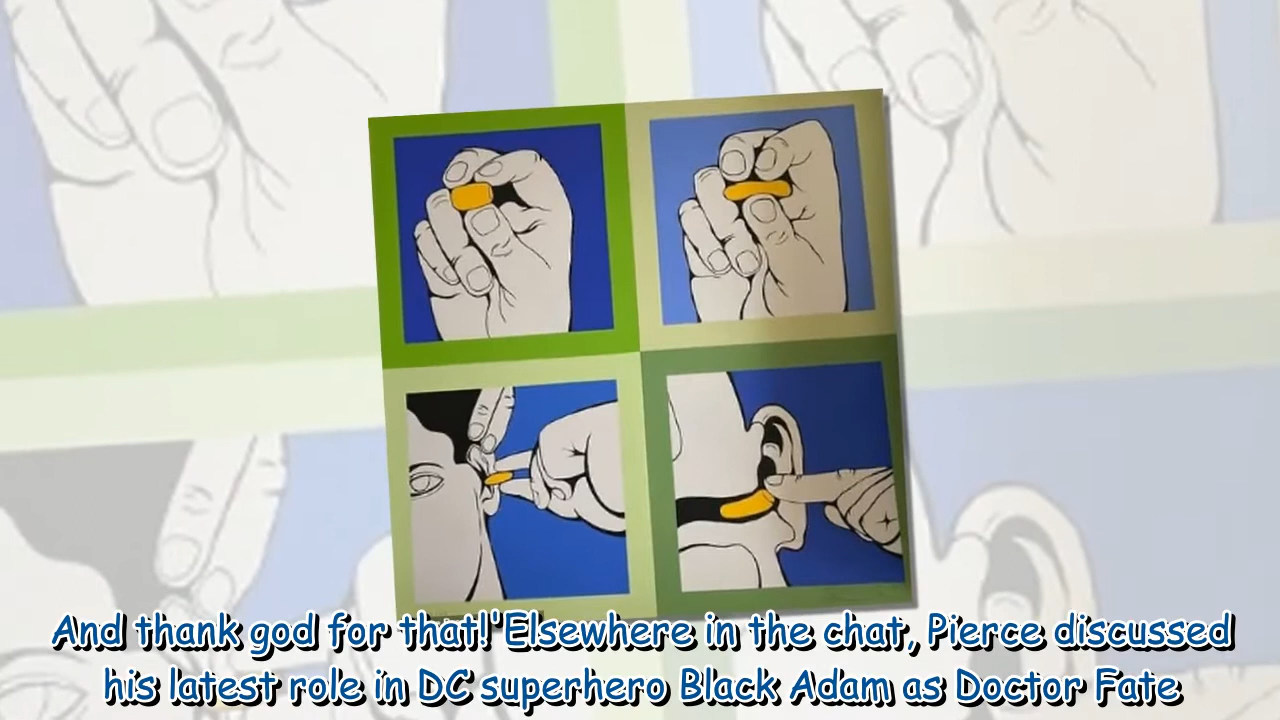 And thank god for that!'Elsewhere in the chat, Pierce discussed
his latest role in DC superhero Black Adam as Doctor Fate